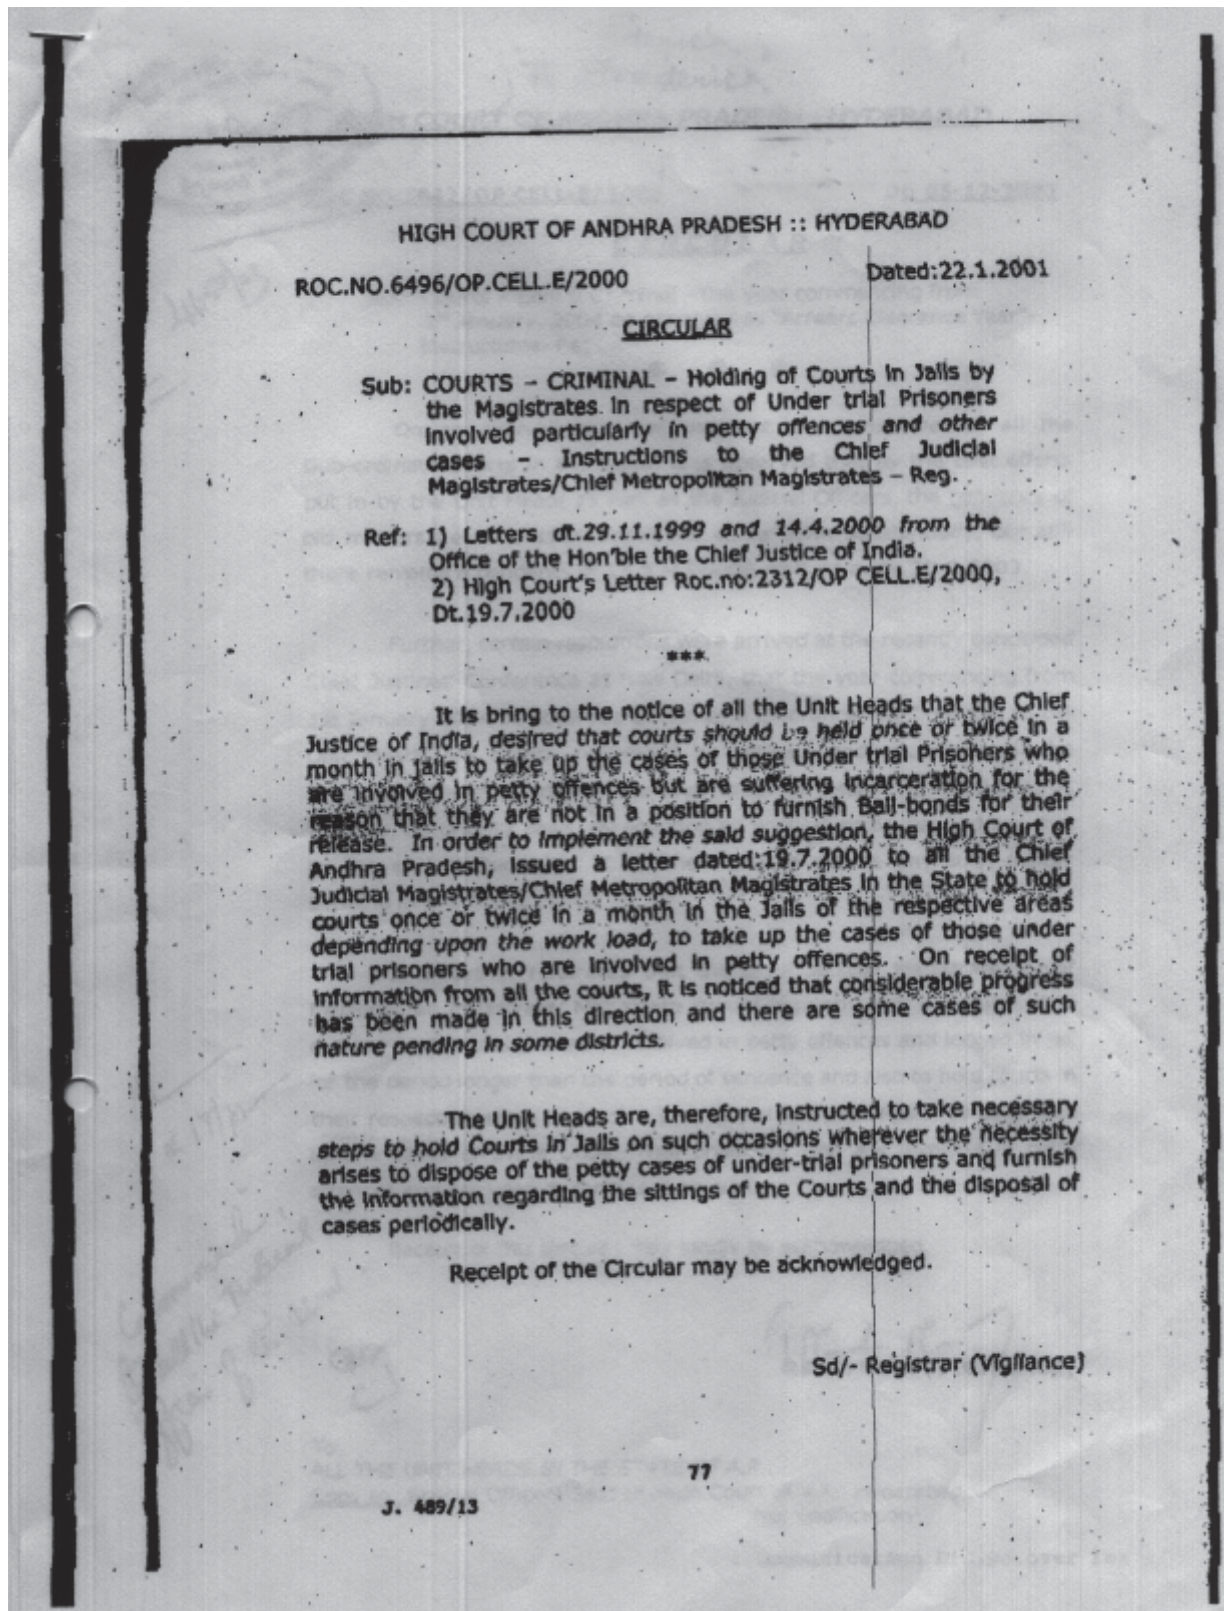 HIGH COURT OF ANDHRA PRADESH :: HYDERABAD
ROC.NO.6496/OP.CELL.E/2000 Dated:22.1.2001
CIRCULAR
Sub: COURTS – CRIMINAL – Holding of Courts in Jails by
the Magistrates in respect of Under trial Prisoners
involved particularly in petty offences and other
cases – Instructions to the Chief Judicial
Magistrates/Chief Metropolitan Magistrates – Reg.
Ref: 1) Letters dt.29.11.1999 and 14.4.2000 from the
Office of the Hon'ble the Chief Justice of India.
2) High Court's Letter Roc.no:2312/OP CELL.E/2000,
Dt.19.7.2000
***
It is bring to the notice of all the Unit Heads that the Chief
Justice of India, desired that courts should be held once or twice in a
month in jails to take up the cases of those Under trial Prisoners who
are involved in petty offences but are suffering incarceration for the
reason that they are not in a position to furnish Bail-bonds for their
release. In order to implement the said suggestion, the High Court of
Andhra Pradesh, issued a letter dated:19.7.2000 to all the Chief
Judicial Magistrates/Chief Metropolitan Magistrates in the State to hold
courts once or twice in a month in the Jails of the respective areas
depending upon the work load, to take up the cases of those under
trial prisoners who are involved in petty offences. On receipt of
information from all the courts, it is noticed that considerable progress
has been made in this direction and there are some cases of such
nature pending in some districts.
The Unit Heads are, therefore, instructed to take necessary
steps to hold Courts in Jails on such occasions wherever the necessity
arises to dispose of the petty cases of under-trial prisoners and furnish
the information regarding the sittings of the Courts and the disposal of
cases periodically.
Receipt of the Circular may be acknowledged.
Sd/- Registrar (Vigilance)
77
J. 489/13